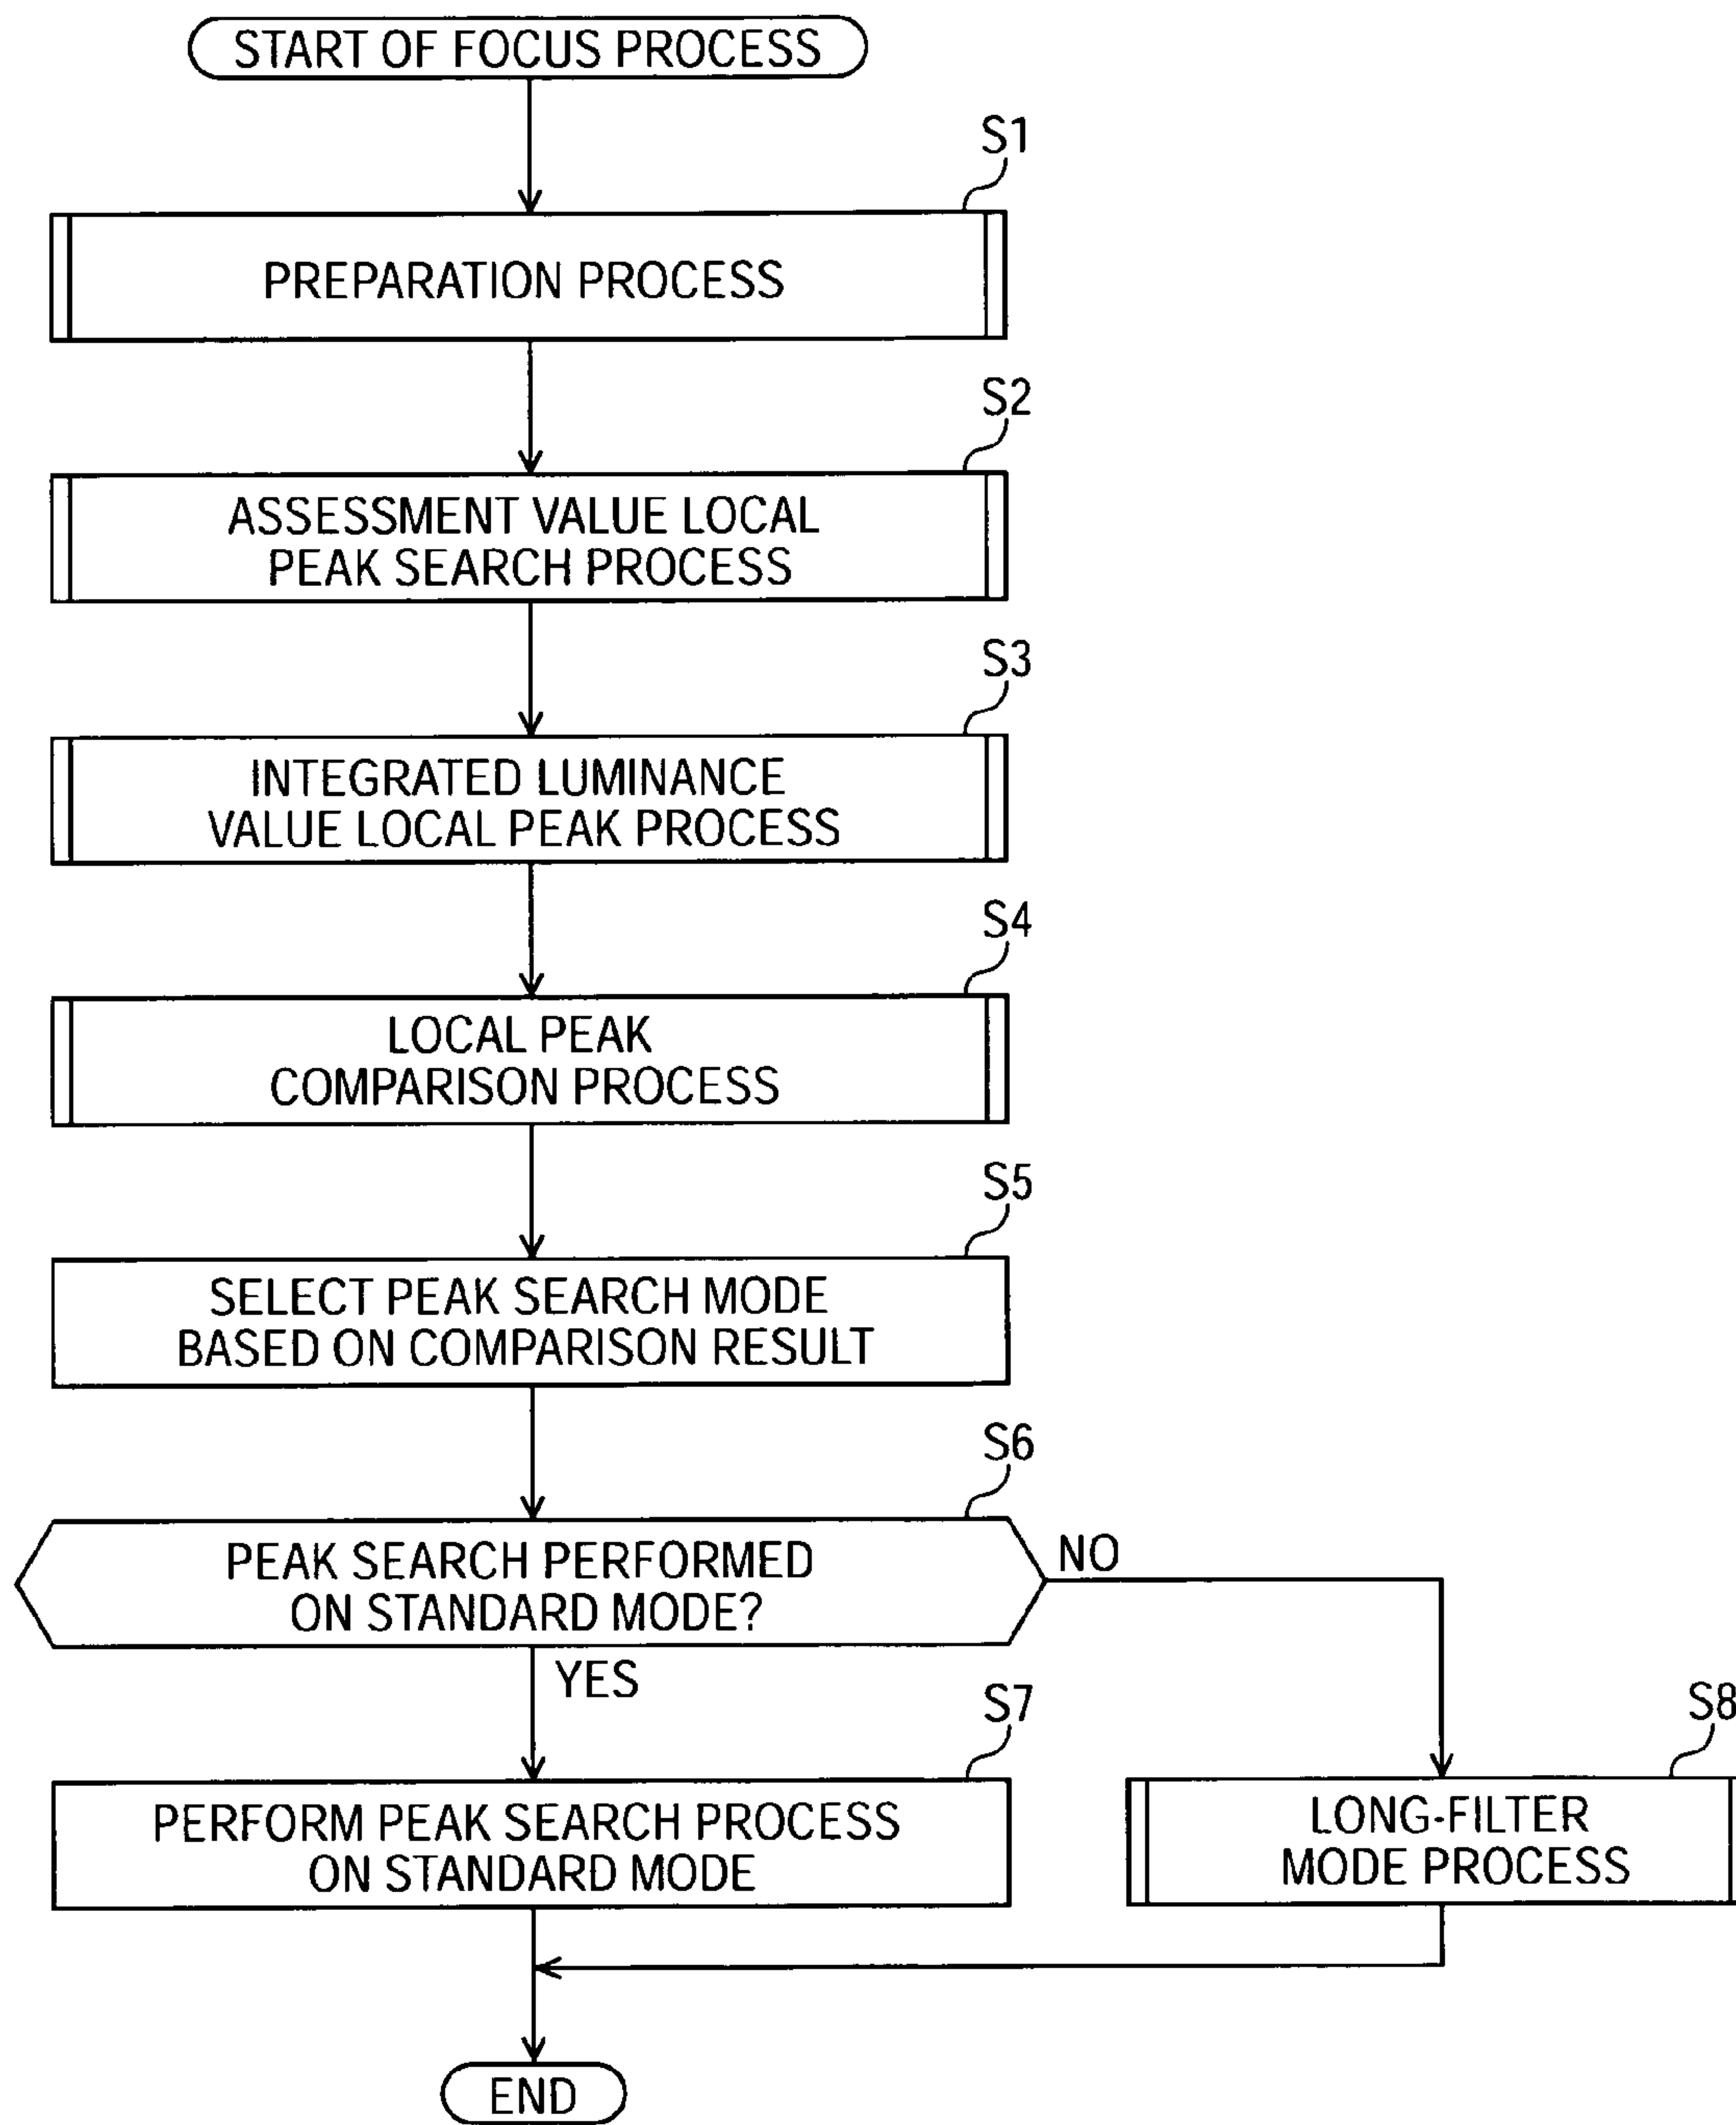 START OF FOCUS PROCESS
S1
PREPARATION PROCESS
S2
ASSESSMENT VALUE LOCAL
PEAK SEARCH PROCESS
S3
INTEGRATED LUMINANCE
VALUE LOCAL PEAK PROCESS
S4
LOCAL PEAK
COMPARISON PROCESS
S5
SELECT PEAK SEARCH MODE
BASED ON COMPARISON RESULT
S6
PEAK SEARCH PERFORMED
ON STANDARD MODE?
NO
YES
S7
PERFORM PEAK SEARCH PROCESS
ON STANDARD MODE
S8
LONG-FILTER
MODE PROCESS
END